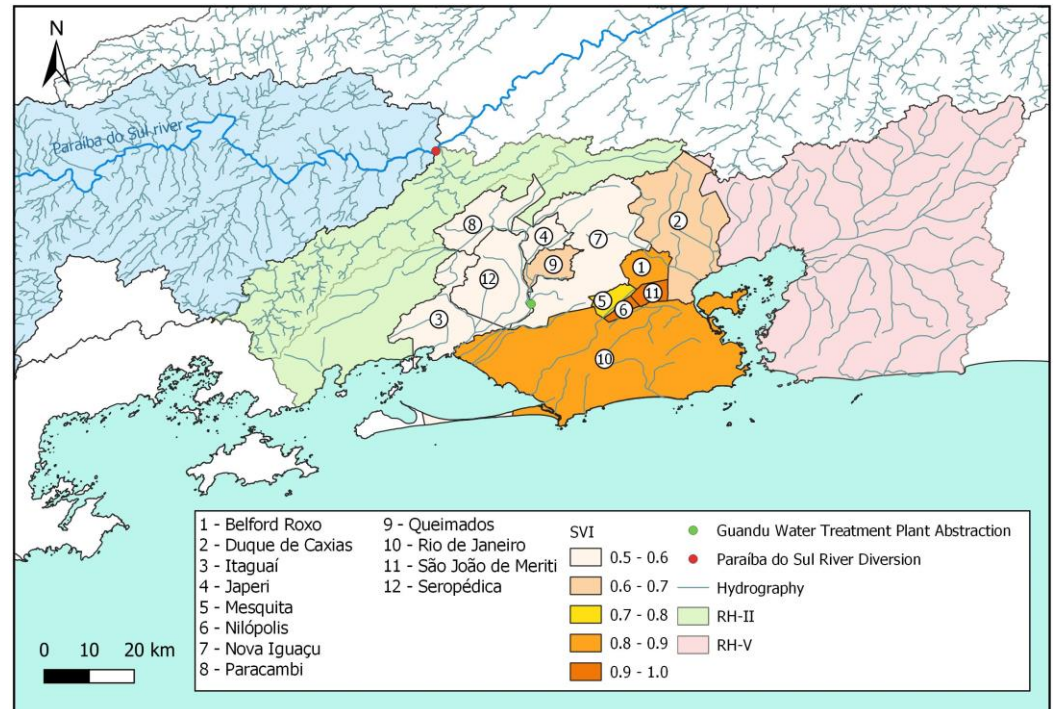 N
Paraíba do Sul river
8
4
7
2
9
1
12
5
11
6
3
10
1 - Belford Roxo
2 - Duque de Caxias
3 - Itaguaí
4 - Japeri
5 - Mesquita
6 - Nilópolis
7 - Nova Iguaçu
8 - Paracambi
9 - Queimados
10 - Rio de Janeiro
11 - São João de Meriti
12 - Seropédica
SVI
0.5 - 0.6
0.6 - 0.7
0.7 - 0.8
0.8 - 0.9
0.9 - 1.0
Guandu Water Treatment Plant Abstraction
Paraíba do Sul River Diversion
Hydrography
RH-II
RH-V
0 10 20 km